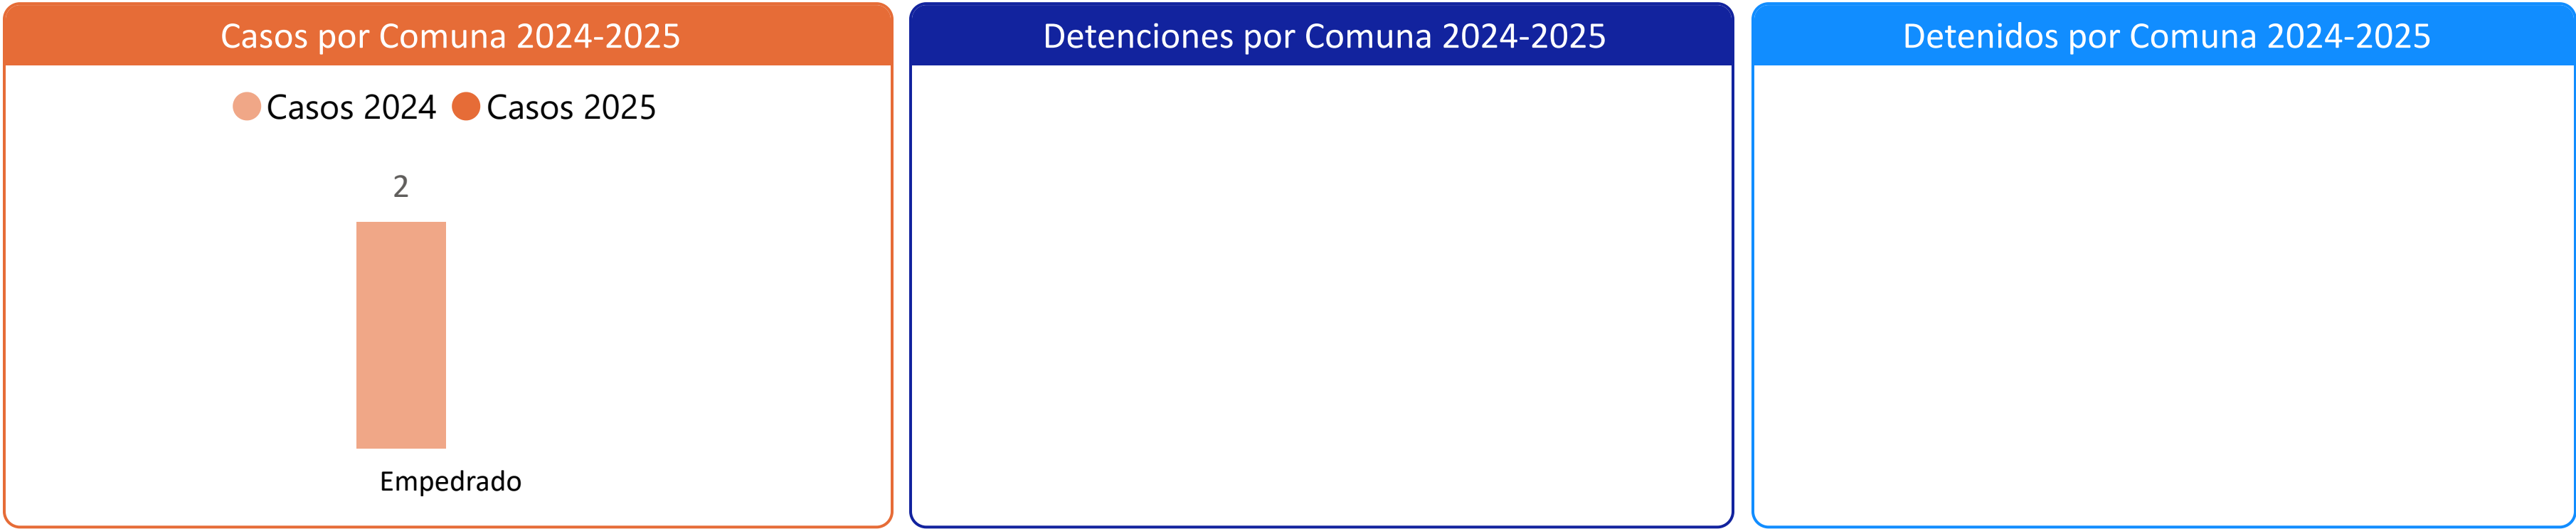 Casos por Comuna 2024-2025
Casos 2024 Casos 2025
2
Empedrado
Detenciones por Comuna 2024-2025
Detenidos por Comuna 2024-2025